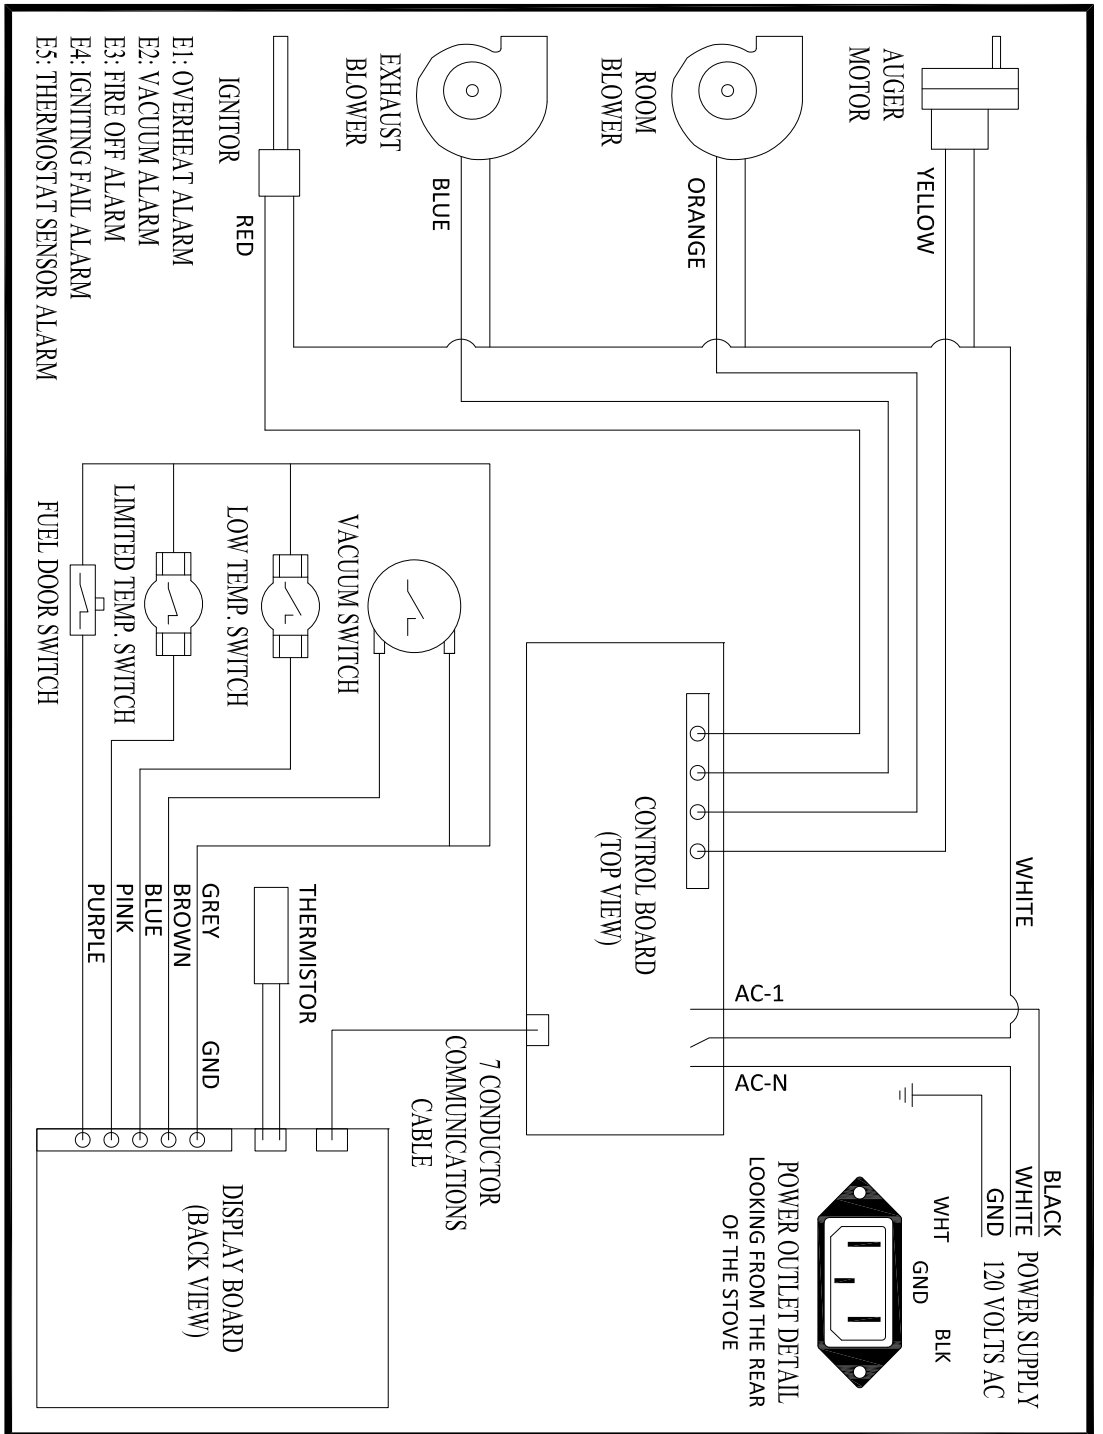 AUGER
MOTOR
YELLOW
ROOM
BLOWER
ORANGE
EXHAUST
BLOWER
BLUE
IGNITOR
RED
E1: OVERHEAT ALARM
E2: VACUUM ALARM
E3: FIRE OFF ALARM
E4: IGNITING FAIL ALARM
E5: THERMOSTAT SENSOR ALARM
WHITE
VACUUM SWITCH
LOW TEMP. SWITCH
LIMITED TEMP. SWITCH
FUEL DOOR SWITCH
CONTROL BOARD
(TOP VIEW)
AC-1
AC-N
THERMISTOR
GREY
BROWN
BLUE
PINK
PURPLE
GND
7 CONDUCTOR
COMMUNICATIONS
CABLE
BLACK
WHITE
GND
POWER SUPPLY
120 VOLTS AC
WHT
GND
BLK
POWER OUTLET DETAIL
LOOKING FROM THE REAR
OF THE STOVE
DISPLAY BOARD
(BACK VIEW)